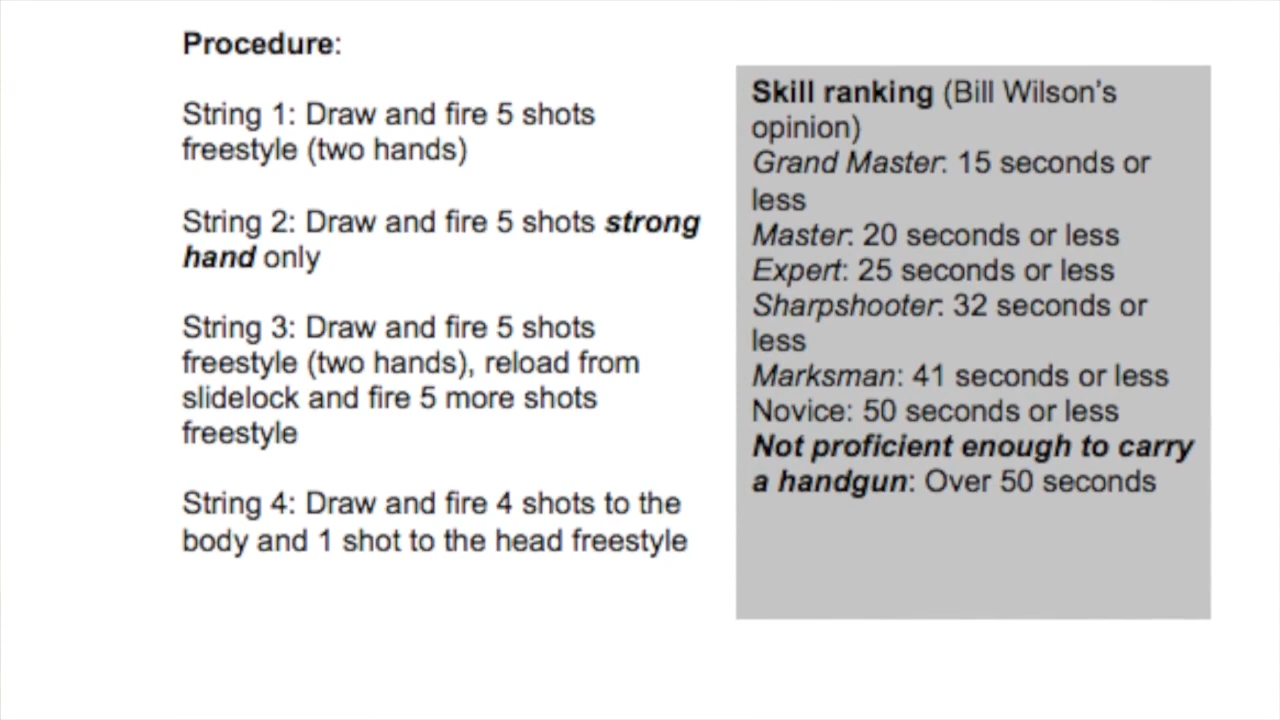 Procedure:
String 1: Draw and fire 5 shots
freestyle (two hands)
String 2: Draw and fire 5 shots strong
hand only
String 3: Draw and fire 5 shots
freestyle (two hands), reload from
slidelock and fire 5 more shots
freestyle
String 4: Draw and fire 4 shots to the
body and 1 shot to the head freestyle
Skill ranking (Bill Wilson's
opinion)
Grand Master: 15 seconds or
less
Master: 20 seconds or less
Expert: 25 seconds or less
Sharpshooter: 32 seconds or
less
Marksman: 41 seconds or less
Novice: 50 seconds or less
Not proficient enough to carry
a handgun: Over 50 seconds